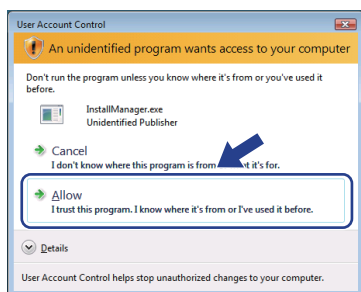 User Account Control
An unidentified program wants access to your computer
Don't run the program unless you know where it's from or you've used it
before.
InstallManager.exe
Unidentified Publisher
Cancel
I don't know where this program is from it's for.
Allow
I trust this program. I know where it's from or I've used it before.
Details
User Account Control helps stop unauthorized changes to your computer.